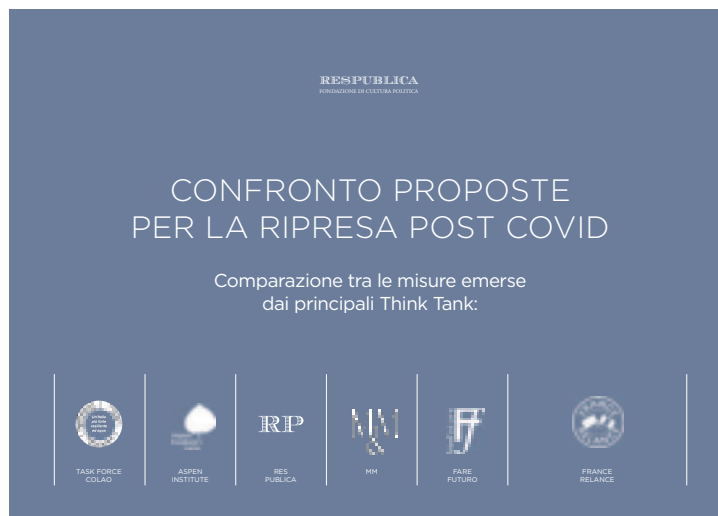 RESPUBLICA
FONDAZIONE DI CULTURA POLITICA
CONFRONTO PROPOSTE
PER LA RIPRESA POST COVID
Comparazione tra le misure emerse
dai principali Think Tank:
RP
TASK FORCE
COLAO
ASPEN
INSTITUTE
RES
PUBLICA
MM
FARE
FUTURO
FRANCE
RELANCE